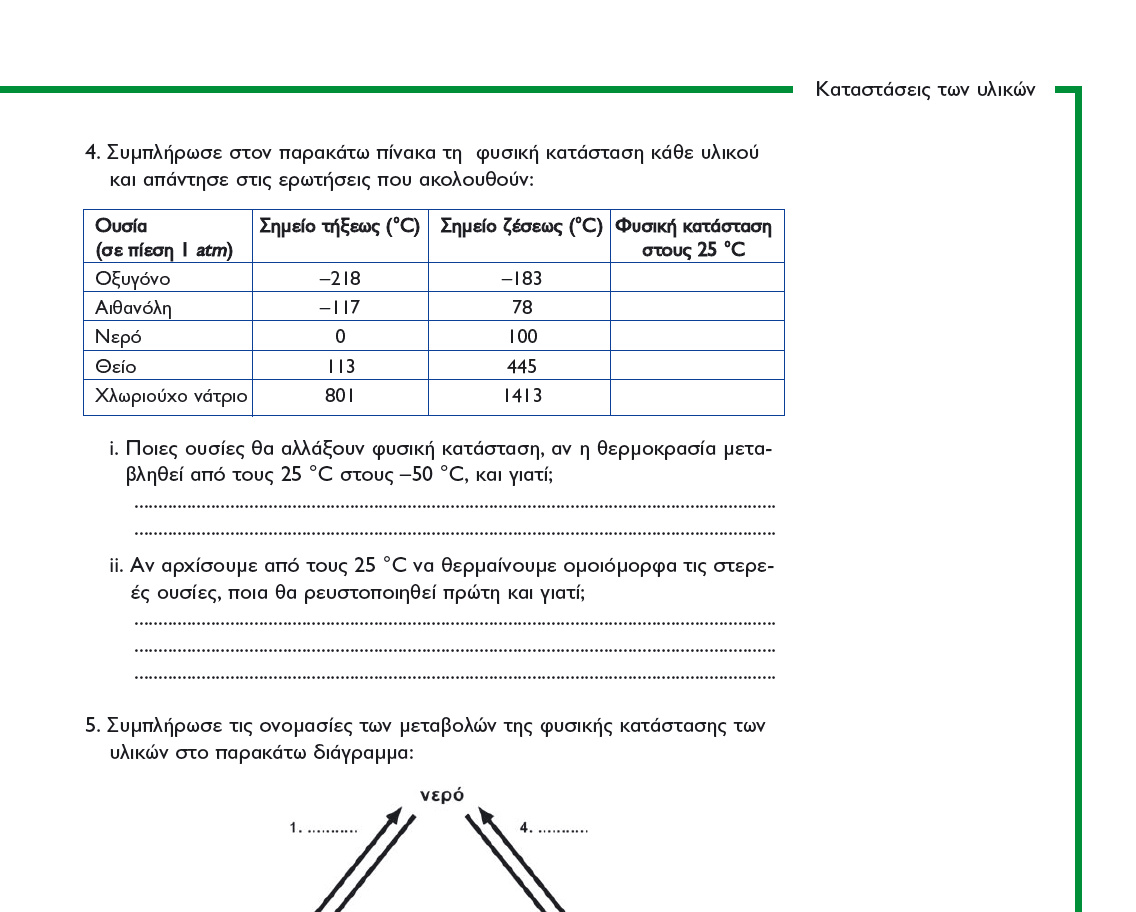 Καταστάσεις των υλικών
4. Συμπλήρωσε στον παρακάτω πίνακα τη φυσική κατάσταση κάθε υλικού
και απάντησε στις ερωτήσεις που ακολουθούν:
Ουσία (σε πίεση 1 atm) Σημείο τήξεως (°C) Σημείο ζέσεως (°C) Φυσική κατάσταση στους 25 °C
Οξυγόνο –218 –183
Αιθανόλη –117 78
Νερό 0 100
Θείο 113 445
Χλωριούχο νάτριο 801 1413
i. Ποιες ουσίες θα αλλάξουν φυσική κατάσταση, αν η θερμοκρασία μετα-
βληθεί από τους 25 °C στους –50 °C, και γιατί;
ii. Αν αρχίσουμε από τους 25 °C να θερμαίνουμε ομοιόμορφα τις στερε-
ές ουσίες, ποια θα ρευστοποιηθεί πρώτη και γιατί;
5. Συμπλήρωσε τις ονομασίες των μεταβολών της φυσικής κατάστασης των
υλικών στο παρακάτω διάγραμμα:
νερό
1. ...........
4. ...........